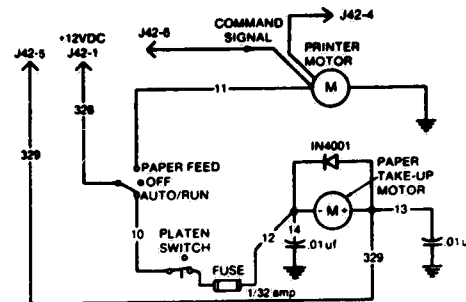 J42-4
COMMAND
SIGNAL
J42-6
+12VDC
J42-5 J42-1
PRINTER
MOTOR
M
11
328
329
PAPER FEED
OFF
AUTO/RUN
IN4001
PAPER
TAKE-UP
MOTOR
- M +
13
10
PLATEN
SWITCH
12
14
.01uf
.01u
FUSE
329
1/32 amp